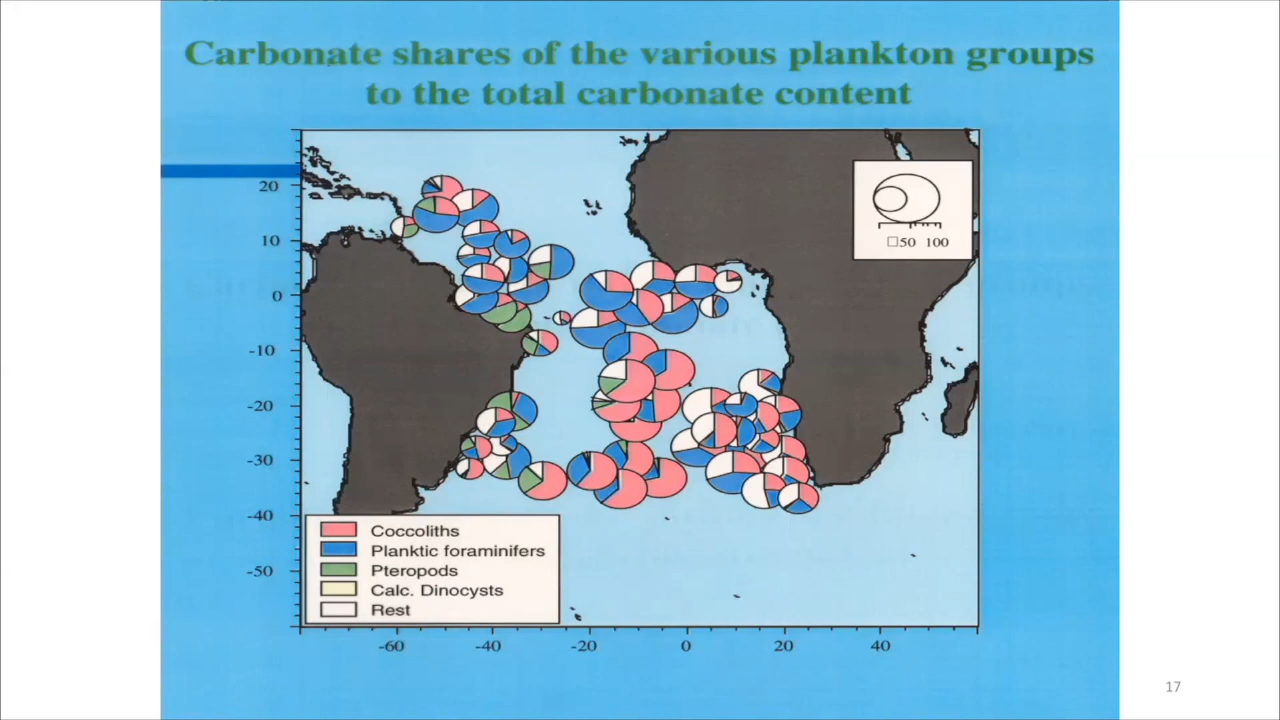 Carbonate shares of the various plankton groups
to the total carbonate content
20
10
0
-10
-20
-30
-40
-50
□50 100
Coccoliths
Planktic foraminifers
Pteropods
Calc. Dinocysts
Rest
-60 -40 -20 0 20 40
17